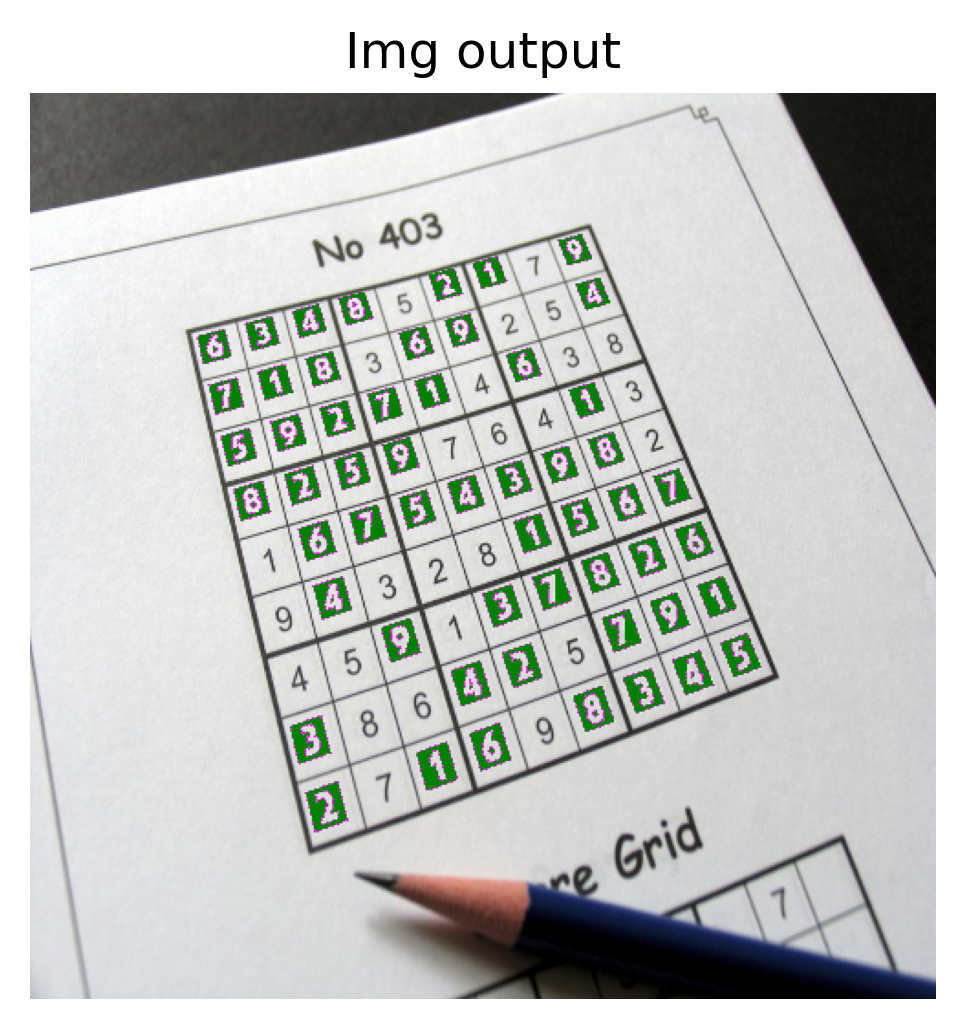 Img output
No 403
6 3 4 8 5 2 1 7 9
7 1 8 3 6 9 2 5 4
5 9 2 7 1 4 6 3 8
8 2 5 9 7 6 4 1 3
1 6 7 5 4 3 9 8 2
9 4 3 2 8 1 5 6 7
4 5 9 1 3 7 8 2 6
3 8 6 4 2 5 7 9 1
2 7 1 6 9 8 3 4 5
Grid
7